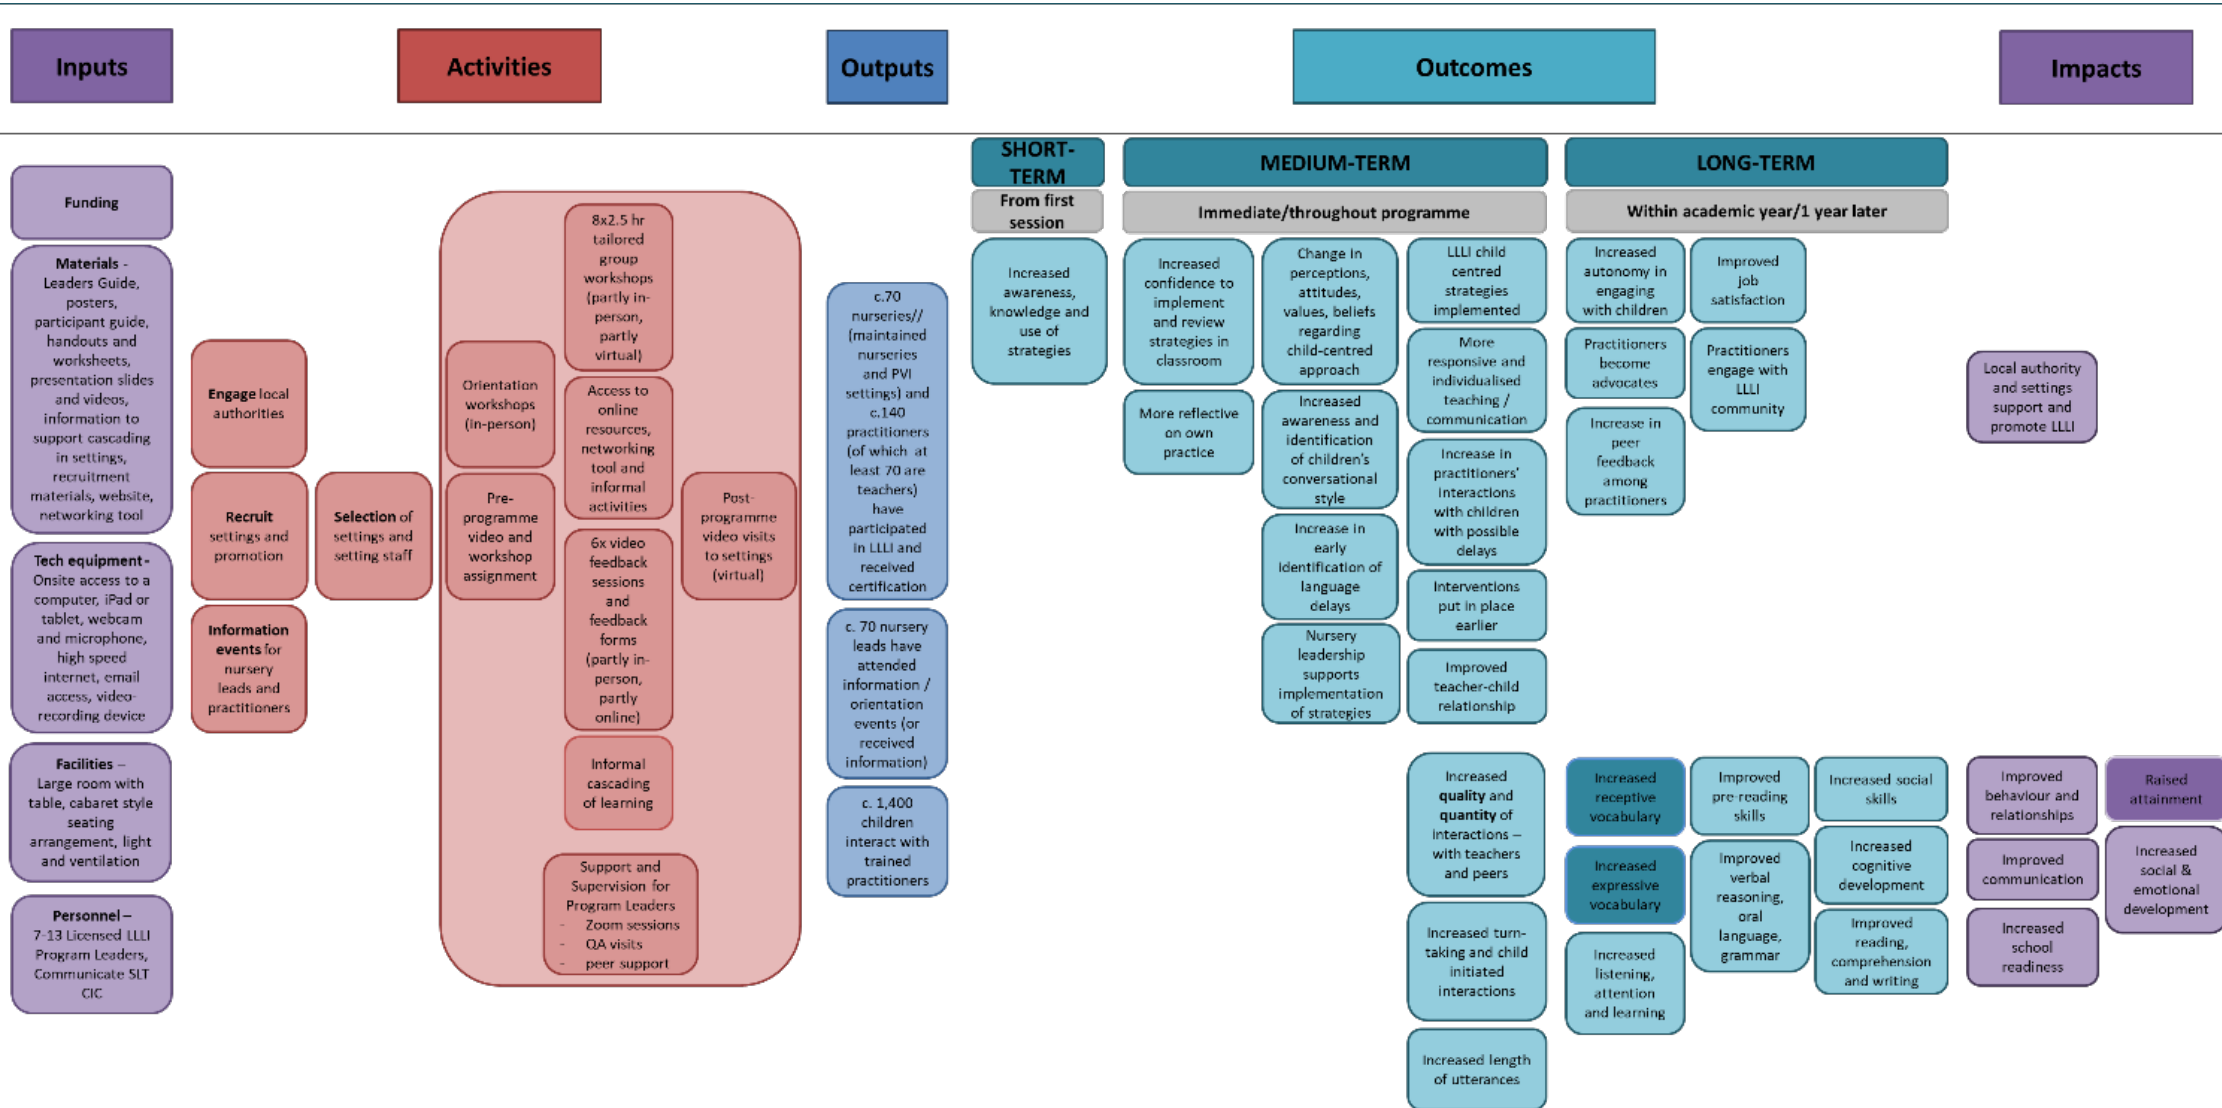 Inputs
Activities
Outputs
Outcomes
Impacts
SHORT-
TERM
MEDIUM-TERM
LONG-TERM
From first
session
Immediate/throughout programme
Within academic year/1 year later
Funding
Materials -
Leaders Guide,
posters,
participant guide,
handouts and
worksheets,
presentation slides
and videos,
information to
support cascading
in settings,
recruitment
materials, website,
networking tool
Tech equipment-
Onsite access to a
computer, iPad or
tablet, webcam
and microphone,
high speed
internet, email
access, video-
recording device
Facilities –
Large room with
table, cabaret style
seating
arrangement, light
and ventilation
Personnel –
7-13 Licensed LLLI
Program Leaders,
Communicate SLT
CIC
Engage local
authorities
Recruit
settings and
promotion
Information
events for
nursery
leads and
practitioners
Selection of
settings and
setting staff
Orientation
workshops
(in-person)
Pre-
programme
video and
workshop
assignment
8x2.5 hr
tailored
group
workshops
(partly in-
person,
partly
virtual)
Access to
online
resources,
networking
tool and
informal
activities
6x video
feedback
sessions
and
feedback
forms
(partly in-
person,
partly
online)
Informal
cascading
of learning
Support and
Supervision for
Program Leaders
- Zoom sessions
- QA visits
- peer support
Post-
programme
video visits
to settings
(virtual)
c.70
nurseries//
(maintained
nurseries
and PVI
settings) and
c.140
practitioners
(of which at
least 70 are
teachers)
have
participated
in LLLI and
received
certification
c. 70 nursery
leads have
attended
information /
orientation
events (or
received
information)
c. 1,400
children
interact with
trained
practitioners
Increased
awareness,
knowledge and
use of
strategies
Increased
confidence to
implement
and review
strategies in
classroom
More reflective
on own
practice
Change in
perceptions,
attitudes,
values, beliefs
regarding
child-centred
approach
Increased
awareness and
identification
of children's
conversational
style
Increase in
early
identification of
language
delays
Nursery
leadership
supports
implementation
of strategies
LLLI child
centred
strategies
implemented
More
responsive and
individualised
teaching /
communication
Increase in
practitioners'
interactions
with children
with possible
delays
Interventions
put in place
earlier
Improved
teacher-child
relationship
Increased
quality and
quantity of
interactions –
with teachers
and peers
Increased turn-
taking and child
initiated
interactions
Increased length
of utterances
Increased
autonomy in
engaging
with children
Practitioners
become
advocates
Increase in
peer
feedback
among
practitioners
Improved
job
satisfaction
Practitioners
engage with
LLLI
community
Increased
receptive
vocabulary
Increased
expressive
vocabulary
Increased
listening,
attention
and learning
Improved
pre-reading
skills
Improved
verbal
reasoning,
oral
language,
grammar
Increased social
skills
Increased
cognitive
development
Improved
reading,
comprehension
and writing
Local authority
and settings
support and
promote LLLI
Improved
behaviour and
relationships
Improved
communication
Increased
school
readiness
Raised
attainment
Increased
social &
emotional
development